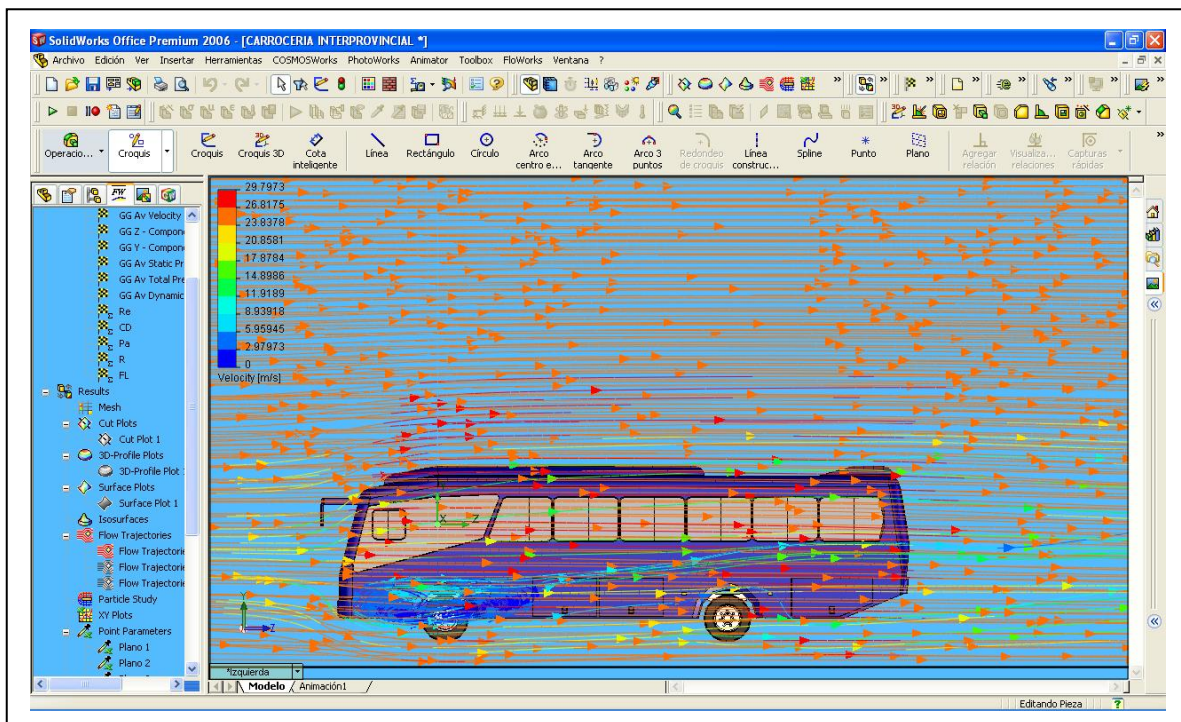 SolidWorks Office Premium 2006 - [CARROCERIA INTERPROVINCIAL *]
Archivo Edición Ver Insertar Herramientas COSMOSWorks PhotoWorks Animator Toolbox FloWorks Ventana ?
Operacio... Croquis Croquis Croquis 3D Cota inteligente Línea Rectángulo Círculo Arco centro e... Arco tangente Arco 3 puntos Redondeo de croquis Línea construc... Spline Punto Plano Agregar relación Visualiza... relaciones Capturas rápidas
GG Av Velocity
GG Z - Compon
GG Y - Compon
GG Av Static Pr
GG Av Total Pre
GG Av Dynamic
Re
CD
Pa
R
FL
Results
Mesh
Cut Plots
Cut Plot 1
3D-Profile Plots
3D-Profile Plot
Surface Plots
Surface Plot 1
Isosurfaces
Flow Trajectories
Flow Trajectorie
Flow Trajectorie
Flow Trajectorie
Particle Study
XY Plots
Point Parameters
Plano 1
Plano 2
29.7973
26.8175
23.8378
20.8581
17.8784
14.8986
11.9189
8.93918
5.95945
2.97973
0
Velocity [m/s]
Y
X
Z
Y
Z
*Izquierda
Modelo Animación1
Editando Pieza